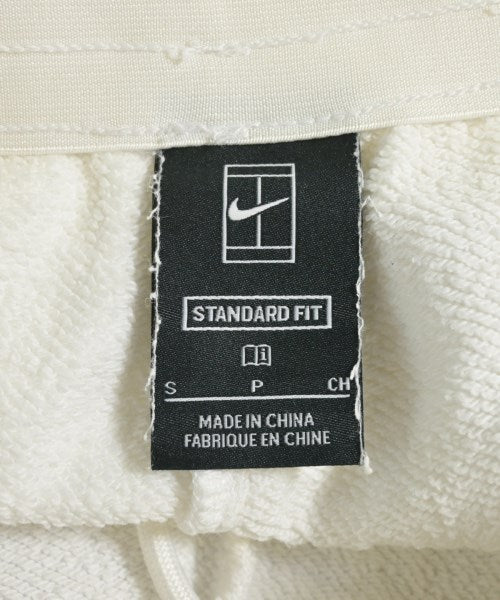 STANDARD FIT
S P CH
MADE IN CHINA
FABRIQUE EN CHINE